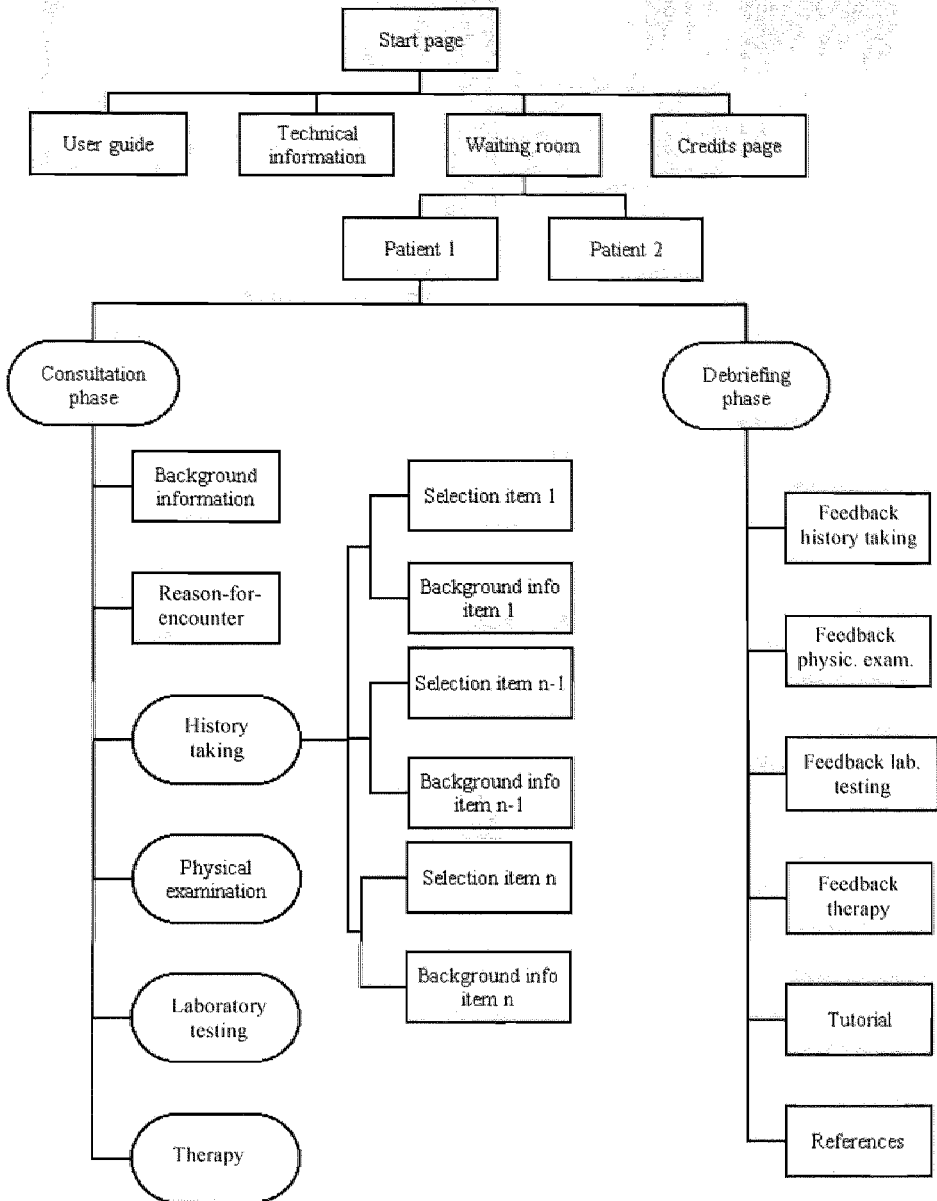 Start page
User guide
Technical
information
Waiting room
Credits page
Patient 1
Patient 2
Consultation
phase
Debriefing
phase
Background
information
Reason-for-
encounter
History
taking
Physical
examination
Laboratory
testing
Therapy
Selection item 1
Background info
item 1
Selection item n-1
Background info
item n-1
Selection item n
Background info
item n
Feedback
history taking
Feedback
physic. exam.
Feedback lab.
testing
Feedback
therapy
Tutorial
References